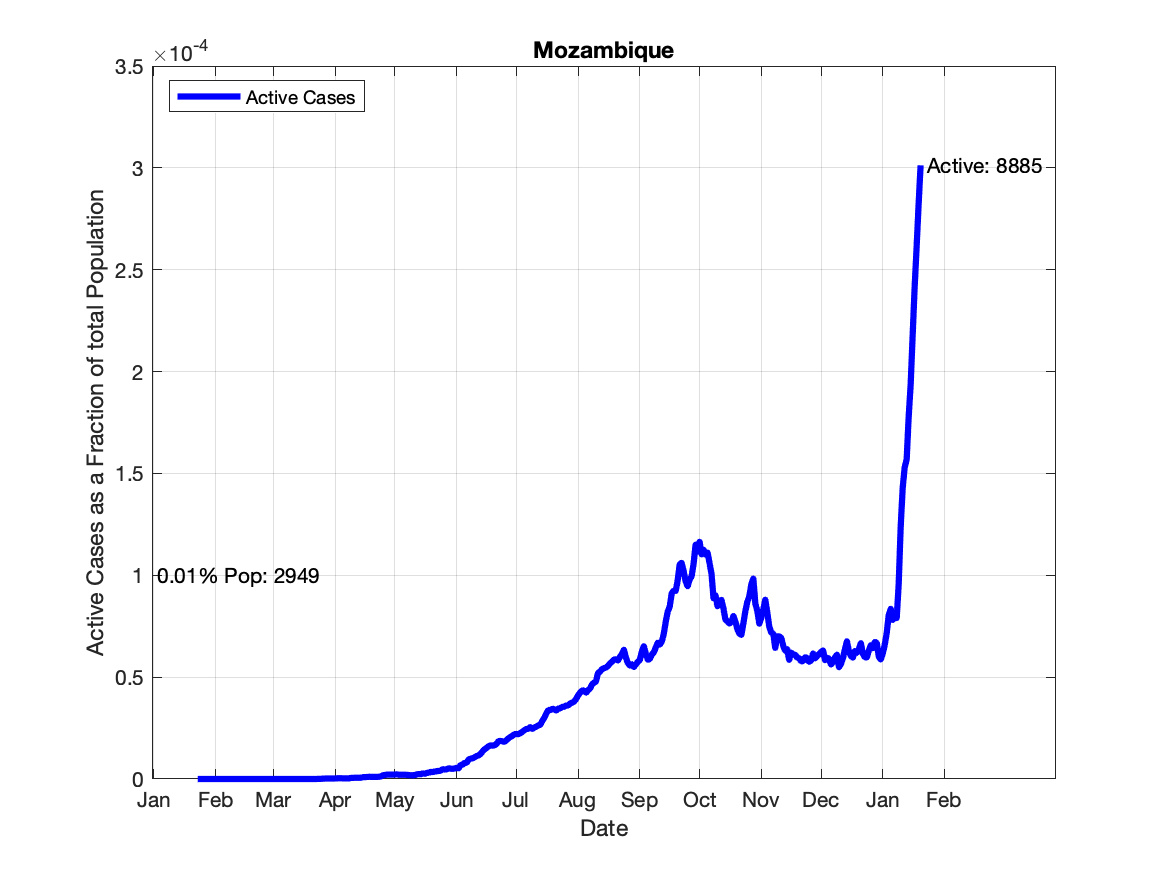 Mozambique
×10-4
3.5
3
2.5
2
1.5
1
0.5
0
Active Cases
Active: 8885
0.01% Pop: 2949
Active Cases as a Fraction of total Population
Jan Feb Mar Apr May Jun Jul Aug Sep Oct Nov Dec Jan Feb
Date